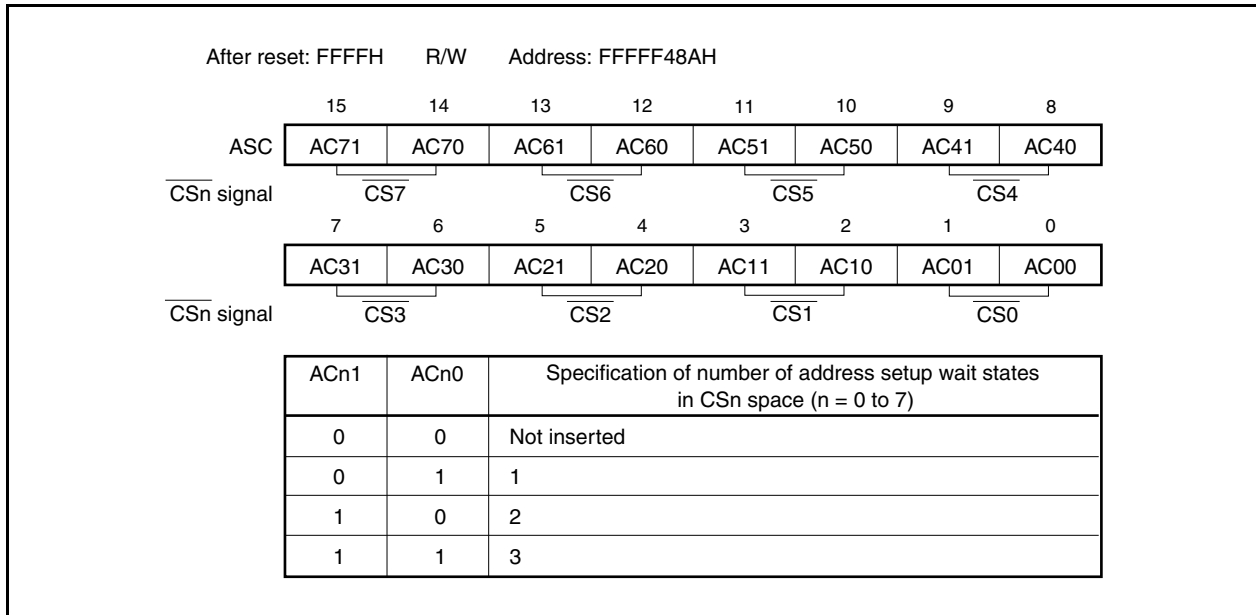 After reset: FFFFH R/W Address: FFFFF48AH
15 14 13 12 11 10 9 8
ASC AC71 AC70 AC61 AC60 AC51 AC50 AC41 AC40
CSn signal CS7 CS6 CS5 CS4
7 6 5 4 3 2 1 0
AC31 AC30 AC21 AC20 AC11 AC10 AC01 AC00
CSn signal CS3 CS2 CS1 CS0
ACn1 ACn0 Specification of number of address setup wait states
in CSn space (n = 0 to 7)
0 0 Not inserted
0 1 1
1 0 2
1 1 3